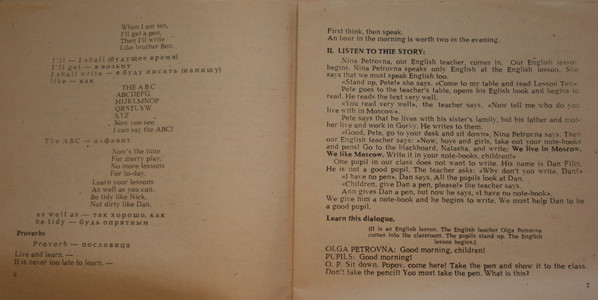 When I am ten,
I'll get a pen,
Then I'll write
Like brother Ben.
I'll — I shall (будущее время)
I'll get — я возьму
I shall write — я буду писать (напишу)
like — как
THE ABC
ABCDEFG
HIJKLMNOP
QRSTUVW
XYZ
Now you see
I can say the ABC!
The ABC — алфавит
Now's the time
For merry play,
No more lessons
For to-day.
Learn your lessons
As well as you can.
Be tidy like Nick,
Not dirty like Dan.
as well as — так хорошо, как
be tidy — будь опрятным
Proverbs
Proverb — пословица
Live and learn. —
It is never too late to learn. —
6
First think, then speak.
An hour in the morning is worth two in the evening.
II. LISTEN TO THIE STORY:
Nina Petrovna, our English teacher, comes in. Our English lesson
begins. Nina Petrovna speaks only English at the English lesson. She
says that we must speak English too.
«Stand up, Pete!» she says. «Come to my table and read Lesson Ten».
Pete goes to the teacher's table, opens his Eglish book and begins to
read. He reads the text very well.
«You read very well», the teacher says. «Now tell me who do you
live with in Moscow».
Pete says that he lives with his sister's family, but his father and mot-
her live and work in Gorky. He writes to them.
«Good, Pete, go to your desk and sit down», Nina Petrovna says. Then
our English teacher says: «Now, boys and girls, take out your note-books
and pens! Go to the blackboard, Natasha, and write: We live in Moscow,
We like Moscow. Write it in your note-books, children!»
One pupil in our class does not want to write. His name is Dan Filin.
He is not a good pupil. The teacher asks: «Why don't you write, Dan!»
«I have no pen», Dan says. All the pupils look at Dan.
«Children, give Dan a pen, please!» the teacher says.
Ann gives Dan a pen, but now he says, «I have no note-book».
We give him a note-book and he begins to write. We must help Dan to be
a good pupil.
Learn this dialogue.
(It is an English lesson. The English teacher Olga Petrovna
comes into the classroom. The pupils stand up. The English
lesson begins.)
OLGA PETROVNA: Good morning, children!
PUPILS: Good morning!
O. P. Sit down. Popov, come here! Take the pen and show it to the class.
Don't take the pencil! You must take the pen. What is this?
7